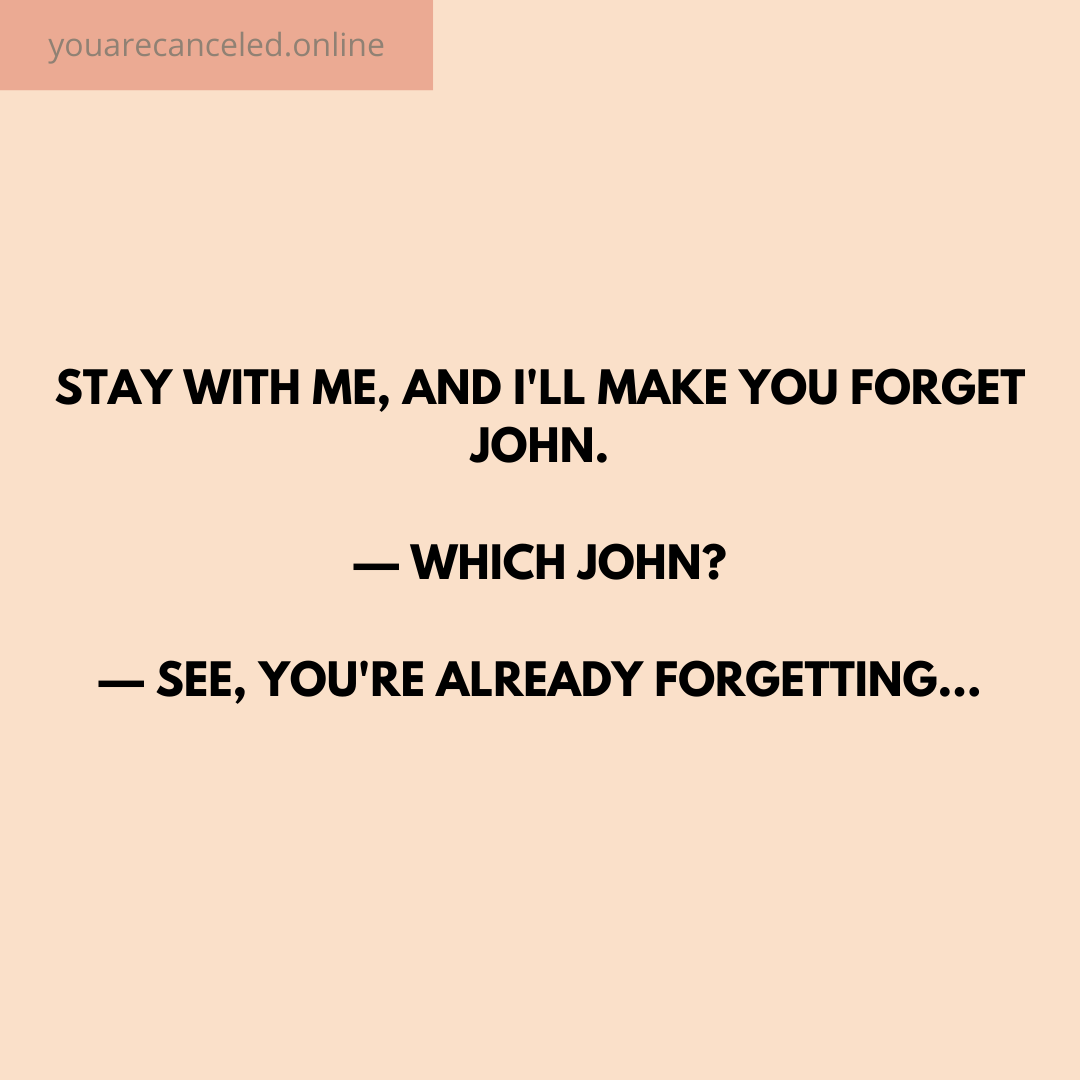 youarecanceled.online
STAY WITH ME, AND I'LL MAKE YOU FORGET
JOHN.
— WHICH JOHN?
— SEE, YOU'RE ALREADY FORGETTING...